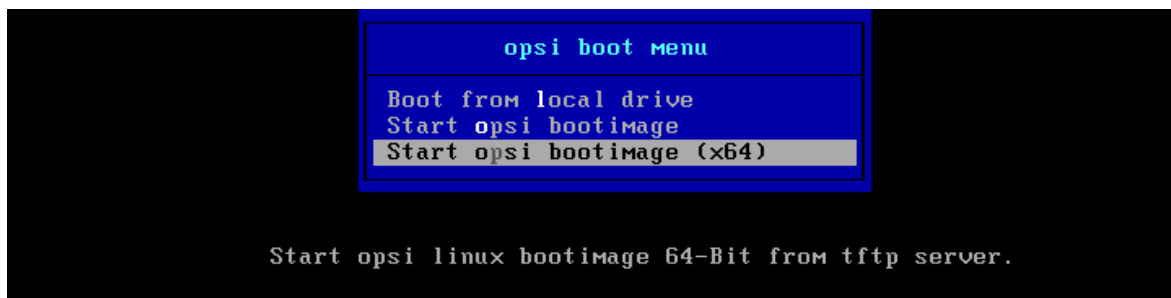 opsi boot menu
Boot from local drive
Start opsi bootimage
Start opsi bootimage (x64)
Start opsi linux bootimage 64-Bit from tftp server.